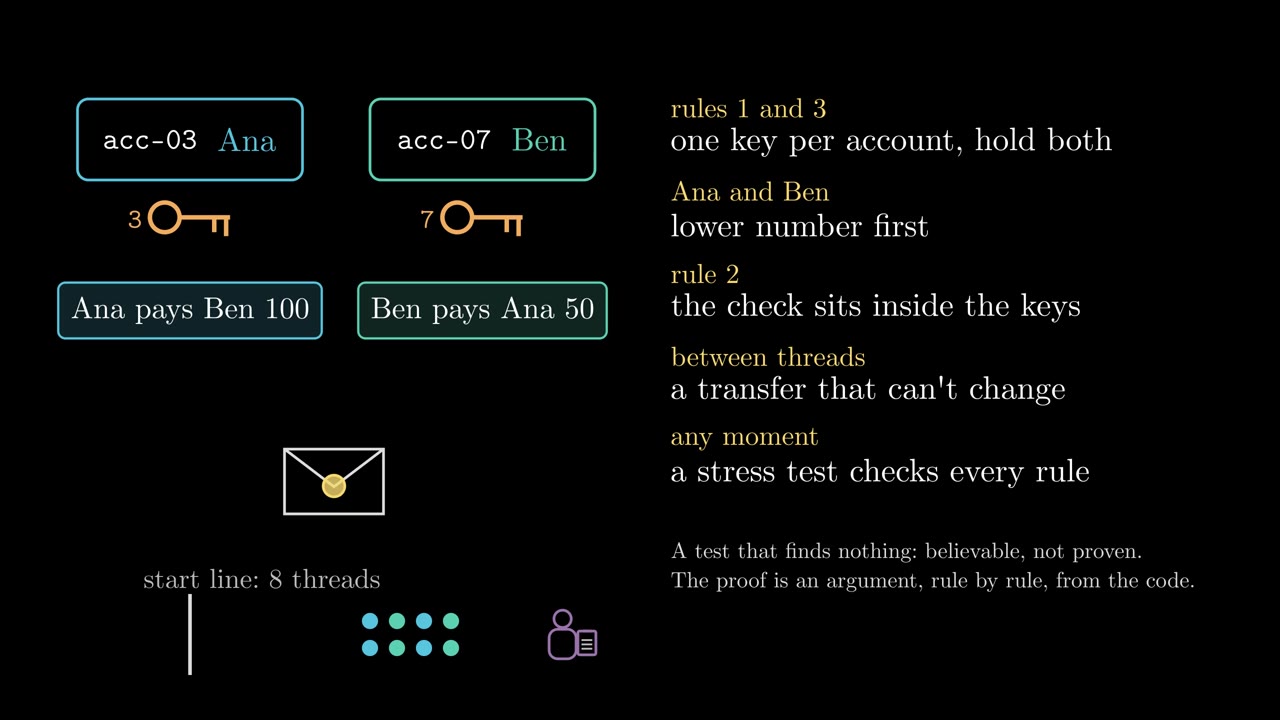 acc-03 Ana
acc-07 Ben
3
7
Ana pays Ben 100
Ben pays Ana 50
start line: 8 threads
rules 1 and 3
one key per account, hold both
Ana and Ben
lower number first
rule 2
the check sits inside the keys
between threads
a transfer that can't change
any moment
a stress test checks every rule
A test that finds nothing: believable, not proven.
The proof is an argument, rule by rule, from the code.